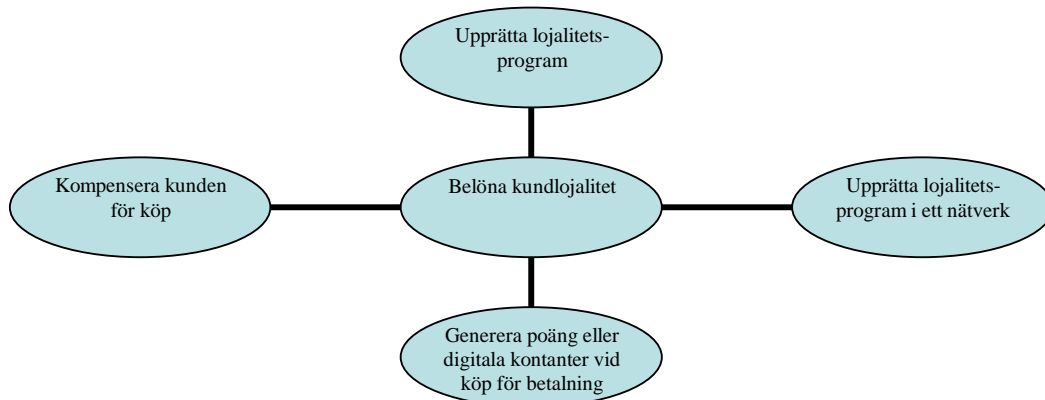 Upprätta lojalitets-
program
Kompensera kunden
för köp
Belöna kundlojalitet
Upprätta lojalitets-
program i ett nätverk
Generera poäng eller
digitala kontanter vid
köp för betalning